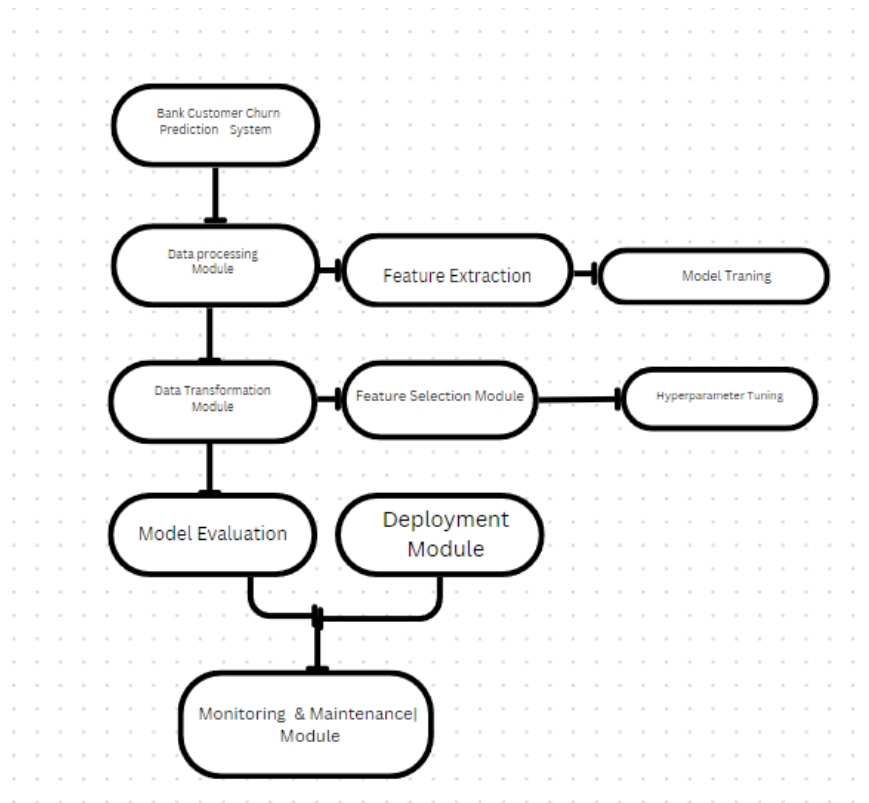 Bank Customer Churn
Prediction System
Data processing
Module
Feature Extraction
Model Traning
Data Transformation
Module
Feature Selection Module
Hyperparameter Tuning
Model Evaluation
Deployment
Module
Monitoring & Maintenance|
Module